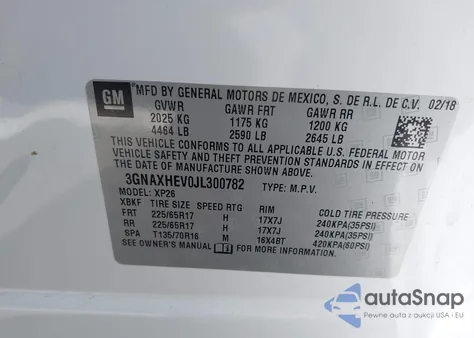 GM
MFD BY GENERAL MOTORS DE MEXICO, S. DE R.L. DE C.V. 02/18
GVWR GAWR FRT GAWR RR
2025 KG 1175 KG 1200 KG
4464 LB 2590 LB 2645 LB
THIS VEHICLE CONFORMS TO ALL APPLICABLE U.S. FEDERAL MOTOR
VEHICLE SAFETY AND THEFT PREVENTION STANDARDS IN EFFECT ON
THE DATE OF MANUFACTURE SHOWN ABOVE.
3GNAXHEV0JL300782 TYPE: M.P.V.
MODEL: XP26
XBKF TIRE SIZE SPEED RTG RIM COLD TIRE PRESSURE
FRT 225/65R17 H 17X7J 240KPA(35PSI)
RR 225/65R17 H 17X7J 240KPA(35PSI)
SPA T135/70R16 M 16X4BT 420KPA(60PSI)
SEE OWNER'S MANUAL FOR ADDITIONAL INFORMATION
autoSnap
Pewne auta z USA i EU